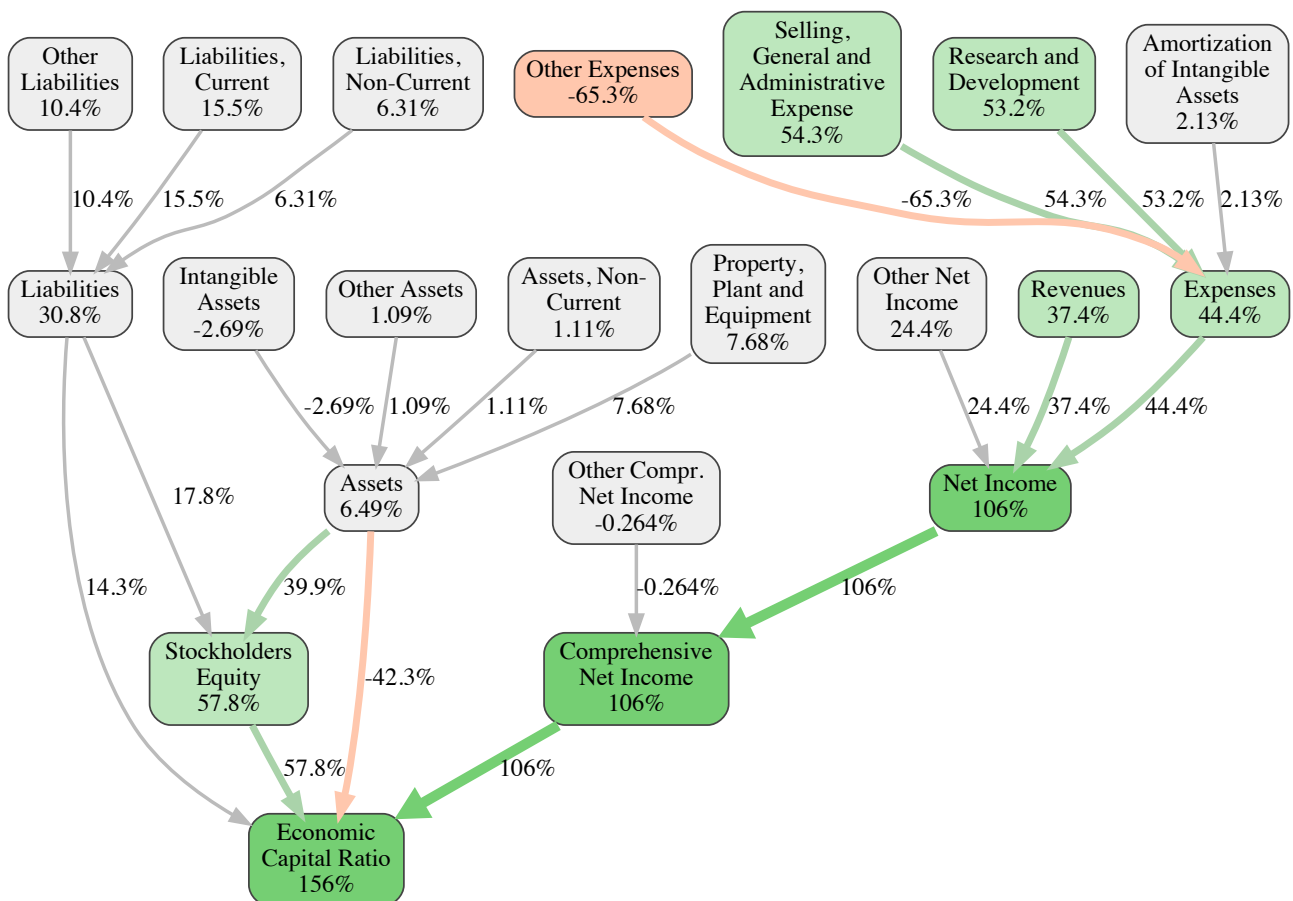 Other
Liabilities
10.4%
Liabilities,
Current
15.5%
Liabilities,
Non-Current
6.31%
Other Expenses
-65.3%
Selling,
General and
Administrative
Expense
54.3%
Research and
Development
53.2%
Amortization
of Intangible
Assets
2.13%
10.4%
15.5%
6.31%
-65.3%
54.3%
53.2%
2.13%
Liabilities
30.8%
Intangible
Assets
-2.69%
Other Assets
1.09%
Assets, Non-
Current
1.11%
Property,
Plant and
Equipment
7.68%
Other Net
Income
24.4%
Revenues
37.4%
Expenses
44.4%
-2.69%
1.09%
1.11%
7.68%
24.4%
37.4%
44.4%
17.8%
Assets
6.49%
Other Compr.
Net Income
-0.264%
Net Income
106%
14.3%
39.9%
-0.264%
106%
Stockholders
Equity
57.8%
-42.3%
Comprehensive
Net Income
106%
57.8%
106%
Economic
Capital Ratio
156%